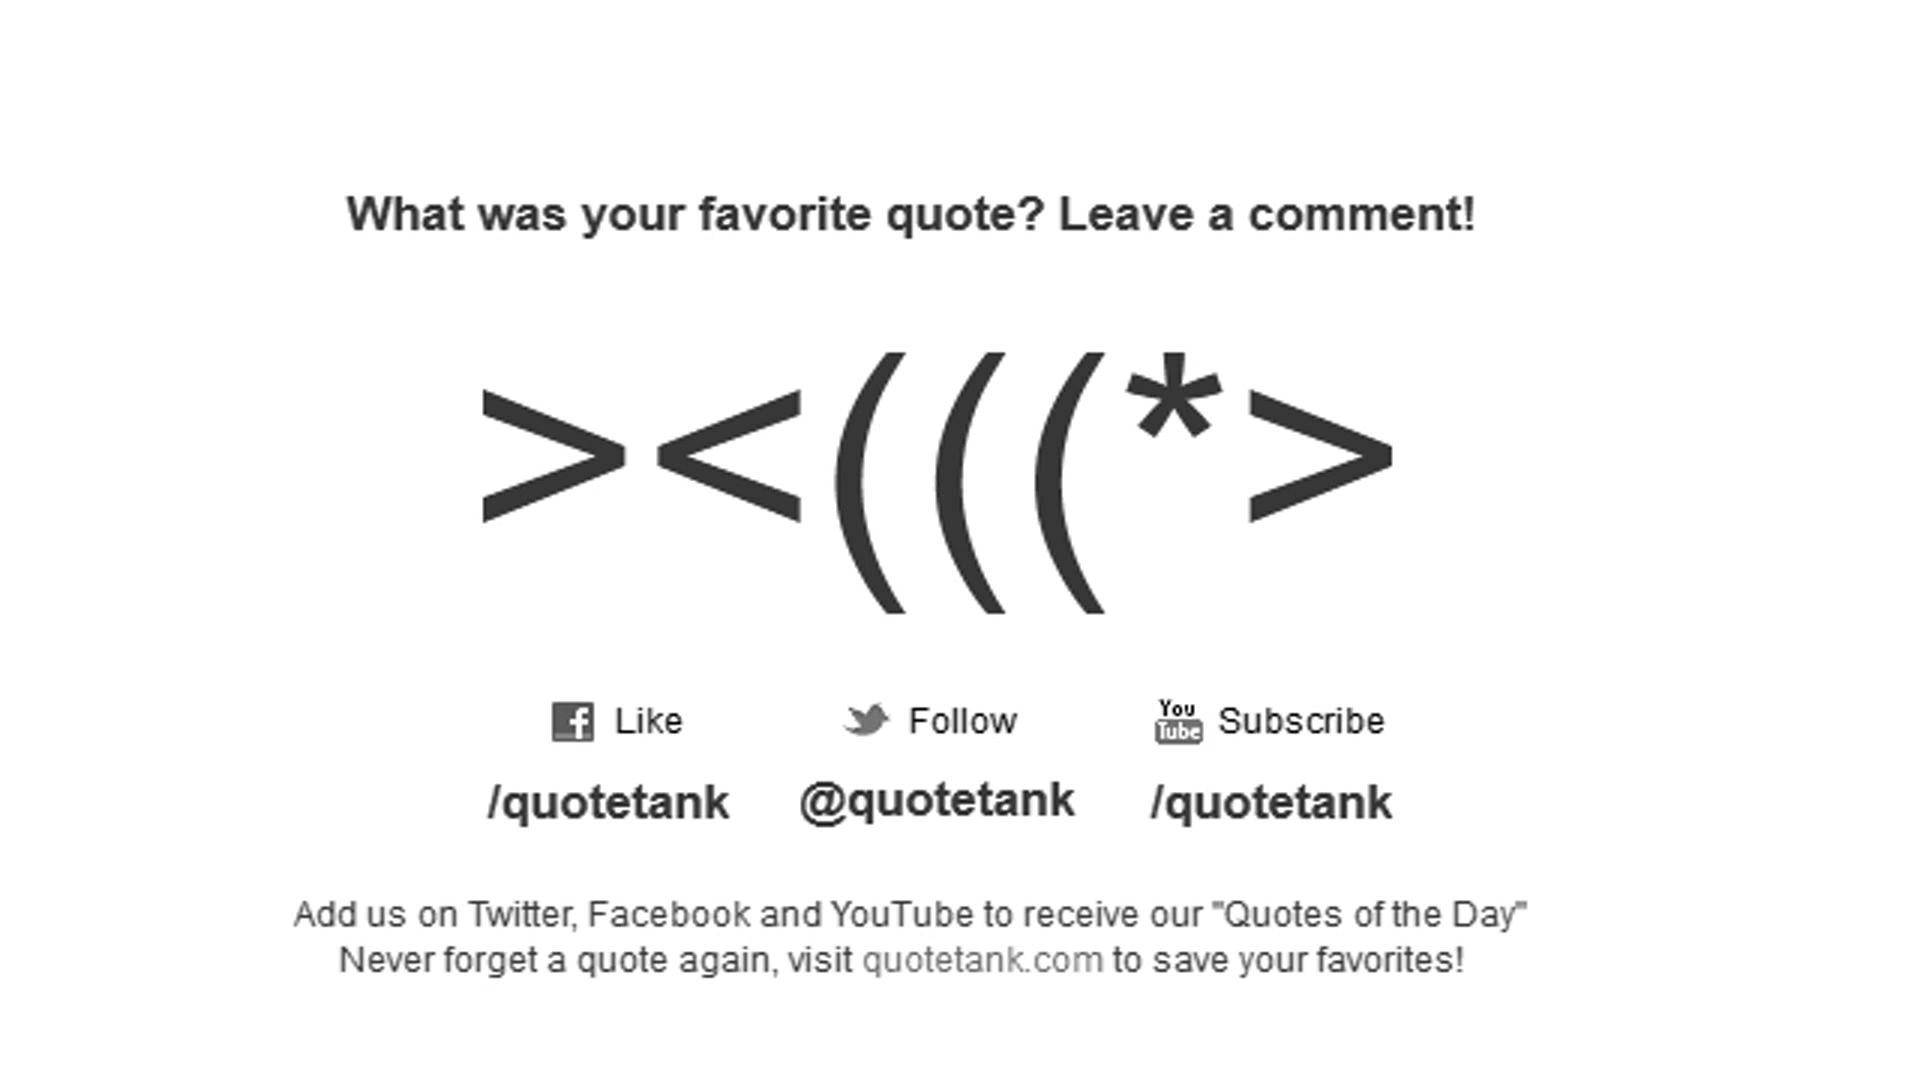 What was your favorite quote? Leave a comment!
><(((*>
f Like Follow You Tube Subscribe
/quotetank @quotetank /quotetank
Add us on Twitter, Facebook and YouTube to receive our "Quotes of the Day"
Never forget a quote again, visit quotetank.com to save your favorites!